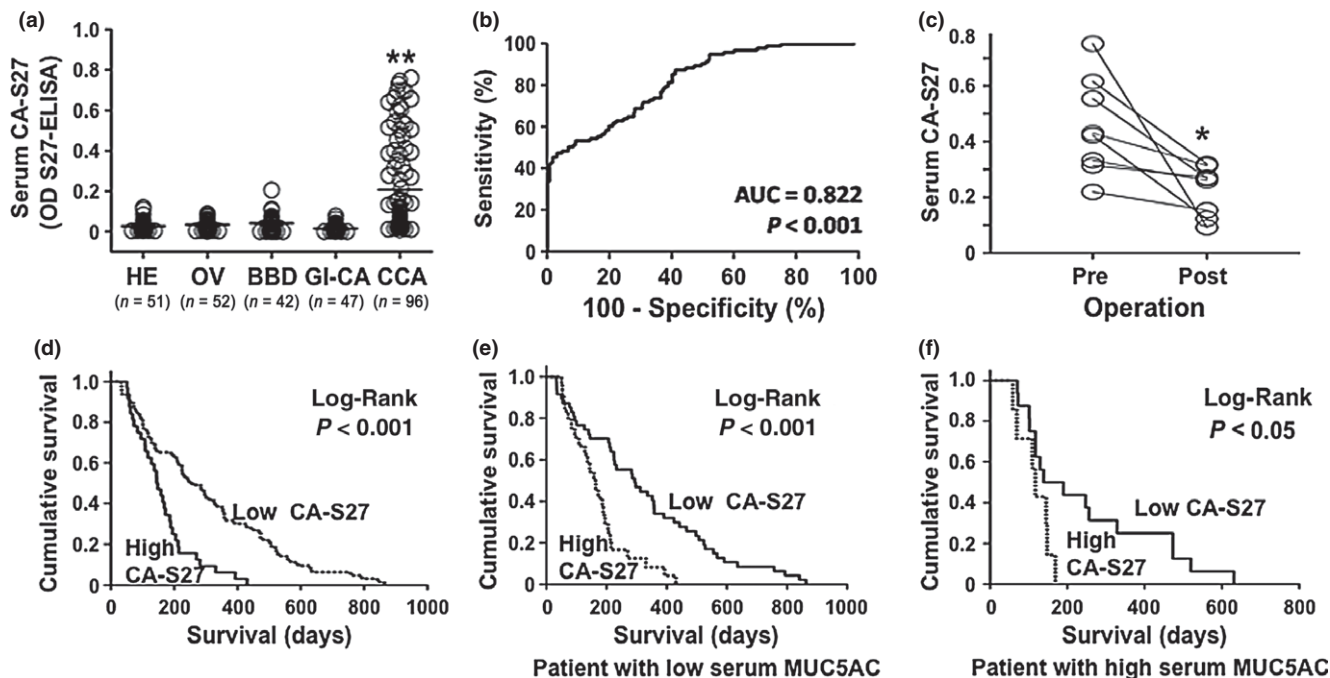 (a)
Serum CA-S27
(OD S27-ELISA)
1.0
0.8
0.6
0.4
0.2
0
**
HE OV BBD GI-CA CCA
(n = 51) (n = 52) (n = 42) (n = 47) (n = 96)
(b)
Sensitivity (%)
100
80
60
40
20
0
AUC = 0.822
P < 0.001
0 20 40 60 80 100
100 - Specificity (%)
(c)
Serum CA-S27
0.8
0.6
0.4
0.2
0
*
Pre Post
Operation
(d)
Cumulative survival
1.0
0.8
0.6
0.4
0.2
0
Log-Rank
P < 0.001
Low CA-S27
High
CA-S27
0 200 400 600 800 1000
Survival (days)
(e)
Cumulative survival
1.0
0.8
0.6
0.4
0.2
0
Log-Rank
P < 0.001
Low CA-S27
High
CA-S27
0 200 400 600 800 1000
Survival (days)
Patient with low serum MUC5AC
(f)
Cumulative survival
1.0
0.8
0.6
0.4
0.2
0
Log-Rank
P < 0.05
Low CA-S27
High
CA-S27
0 200 400 600 800
Survival (days)
Patient with high serum MUC5AC